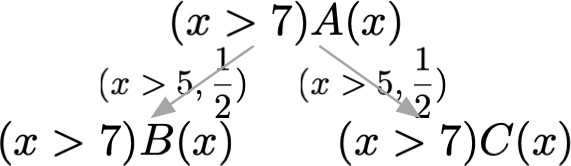 (x > 7)A(x)
(x > 5, 1/2) (x > 5, 1/2)
(x > 7)B(x) (x > 7)C(x)